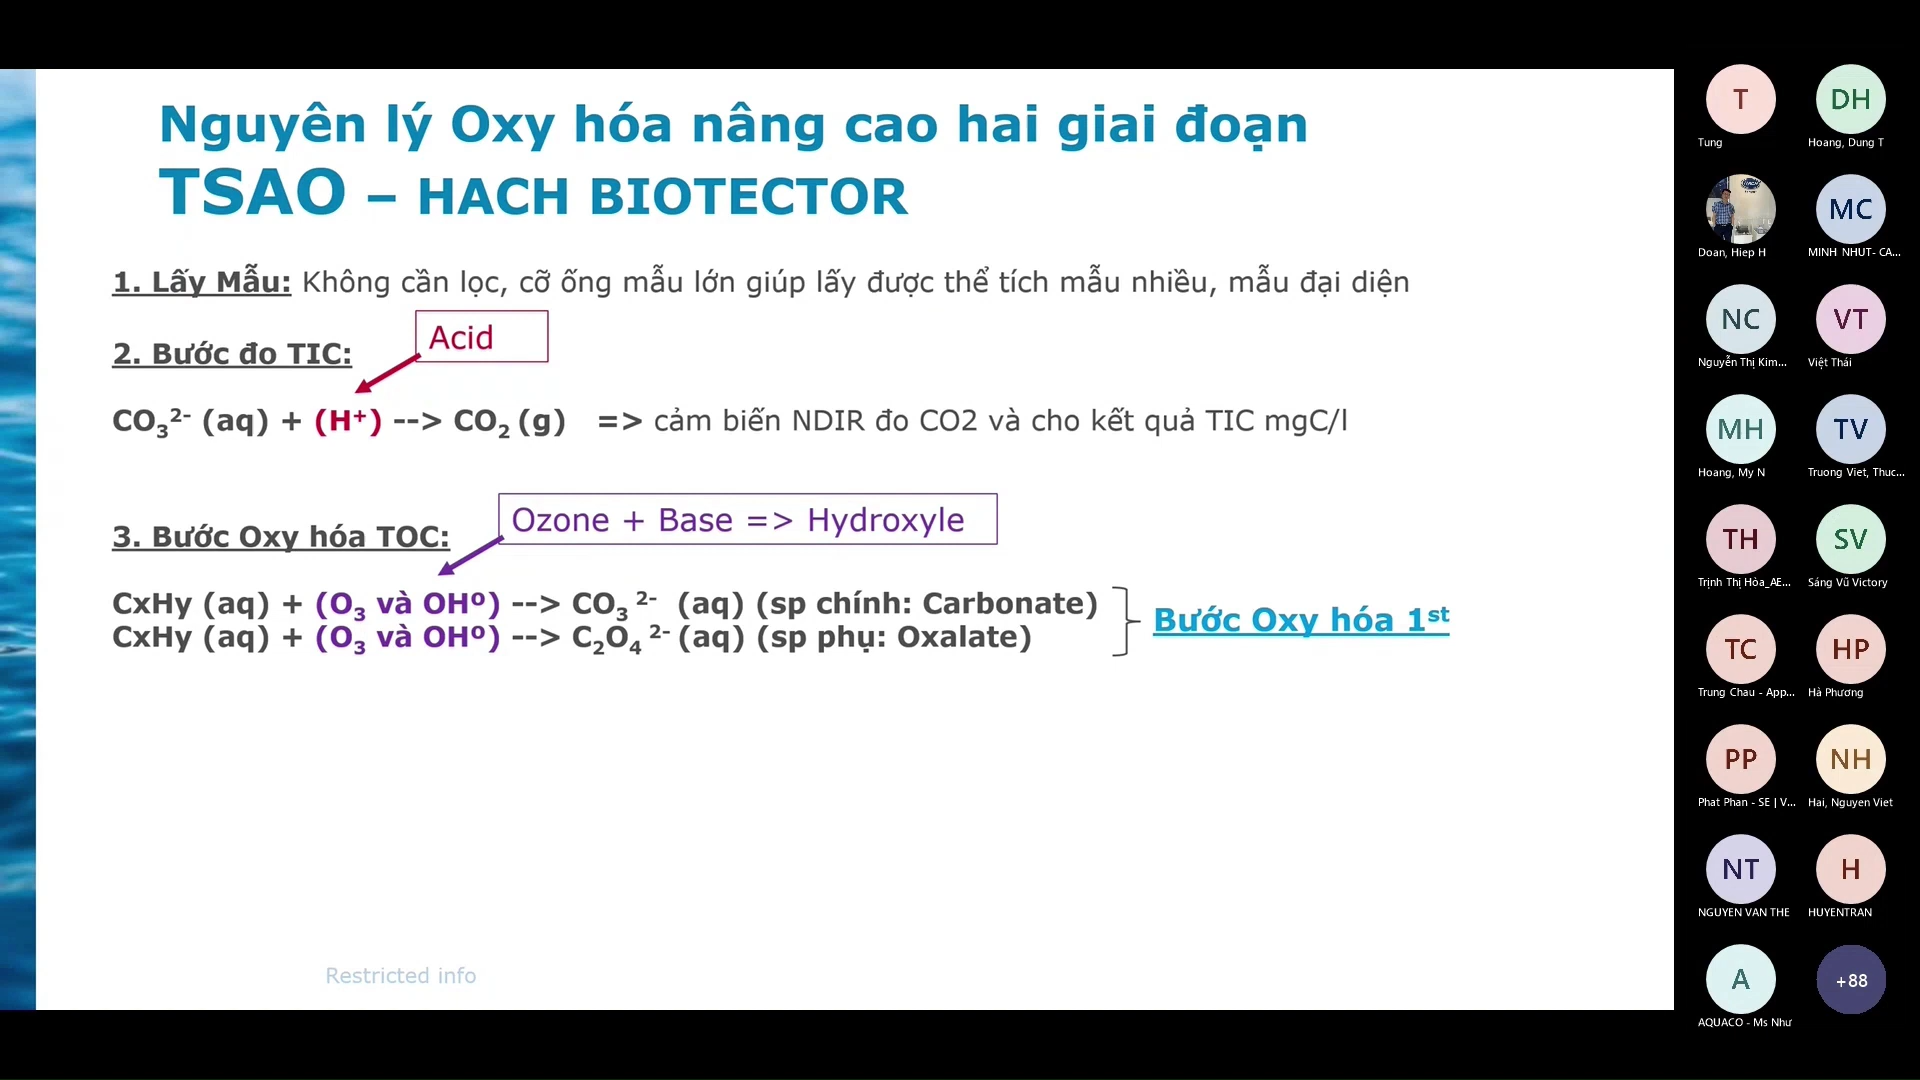 Nguyên lý Oxy hóa nâng cao hai giai đoạn
TSAO – HACH BIOTECTOR
1. Lấy Mẫu: Không cần lọc, cỡ ống mẫu lớn giúp lấy được thể tích mẫu nhiều, mẫu đại diện
Acid
2. Bước đo TIC:
CO₃²⁻ (aq) + (H⁺) --> CO₂ (g) => cảm biến NDIR đo CO2 và cho kết quả TIC mgC/l
Ozone + Base => Hydroxyle
3. Bước Oxy hóa TOC:
CxHy (aq) + (O₃ và OHº) --> CO₃ ²⁻ (aq) (sp chính: Carbonate)
CxHy (aq) + (O₃ và OHº) --> C₂O₄ ²⁻ (aq) (sp phụ: Oxalate)
Bước Oxy hóa 1ˢᵗ
Restricted info
T
DH
Tung
Hoang, Dung T
MC
Doan, Hiep H
MINH NHUT- CA...
NC
VT
Nguyễn Thị Kim...
Việt Thái
MH
TV
Hoang, My N
Truong Viet, Thuc...
TH
SV
Trịnh Thị Hòa_AE...
Sáng Vũ Victory
TC
HP
Trung Chau - App...
Hà Phương
PP
NH
Phat Phan - SE | V...
Hai, Nguyen Viet
NT
H
NGUYEN VAN THE
HUYENTRAN
A
+88
AQUACO - Ms Như